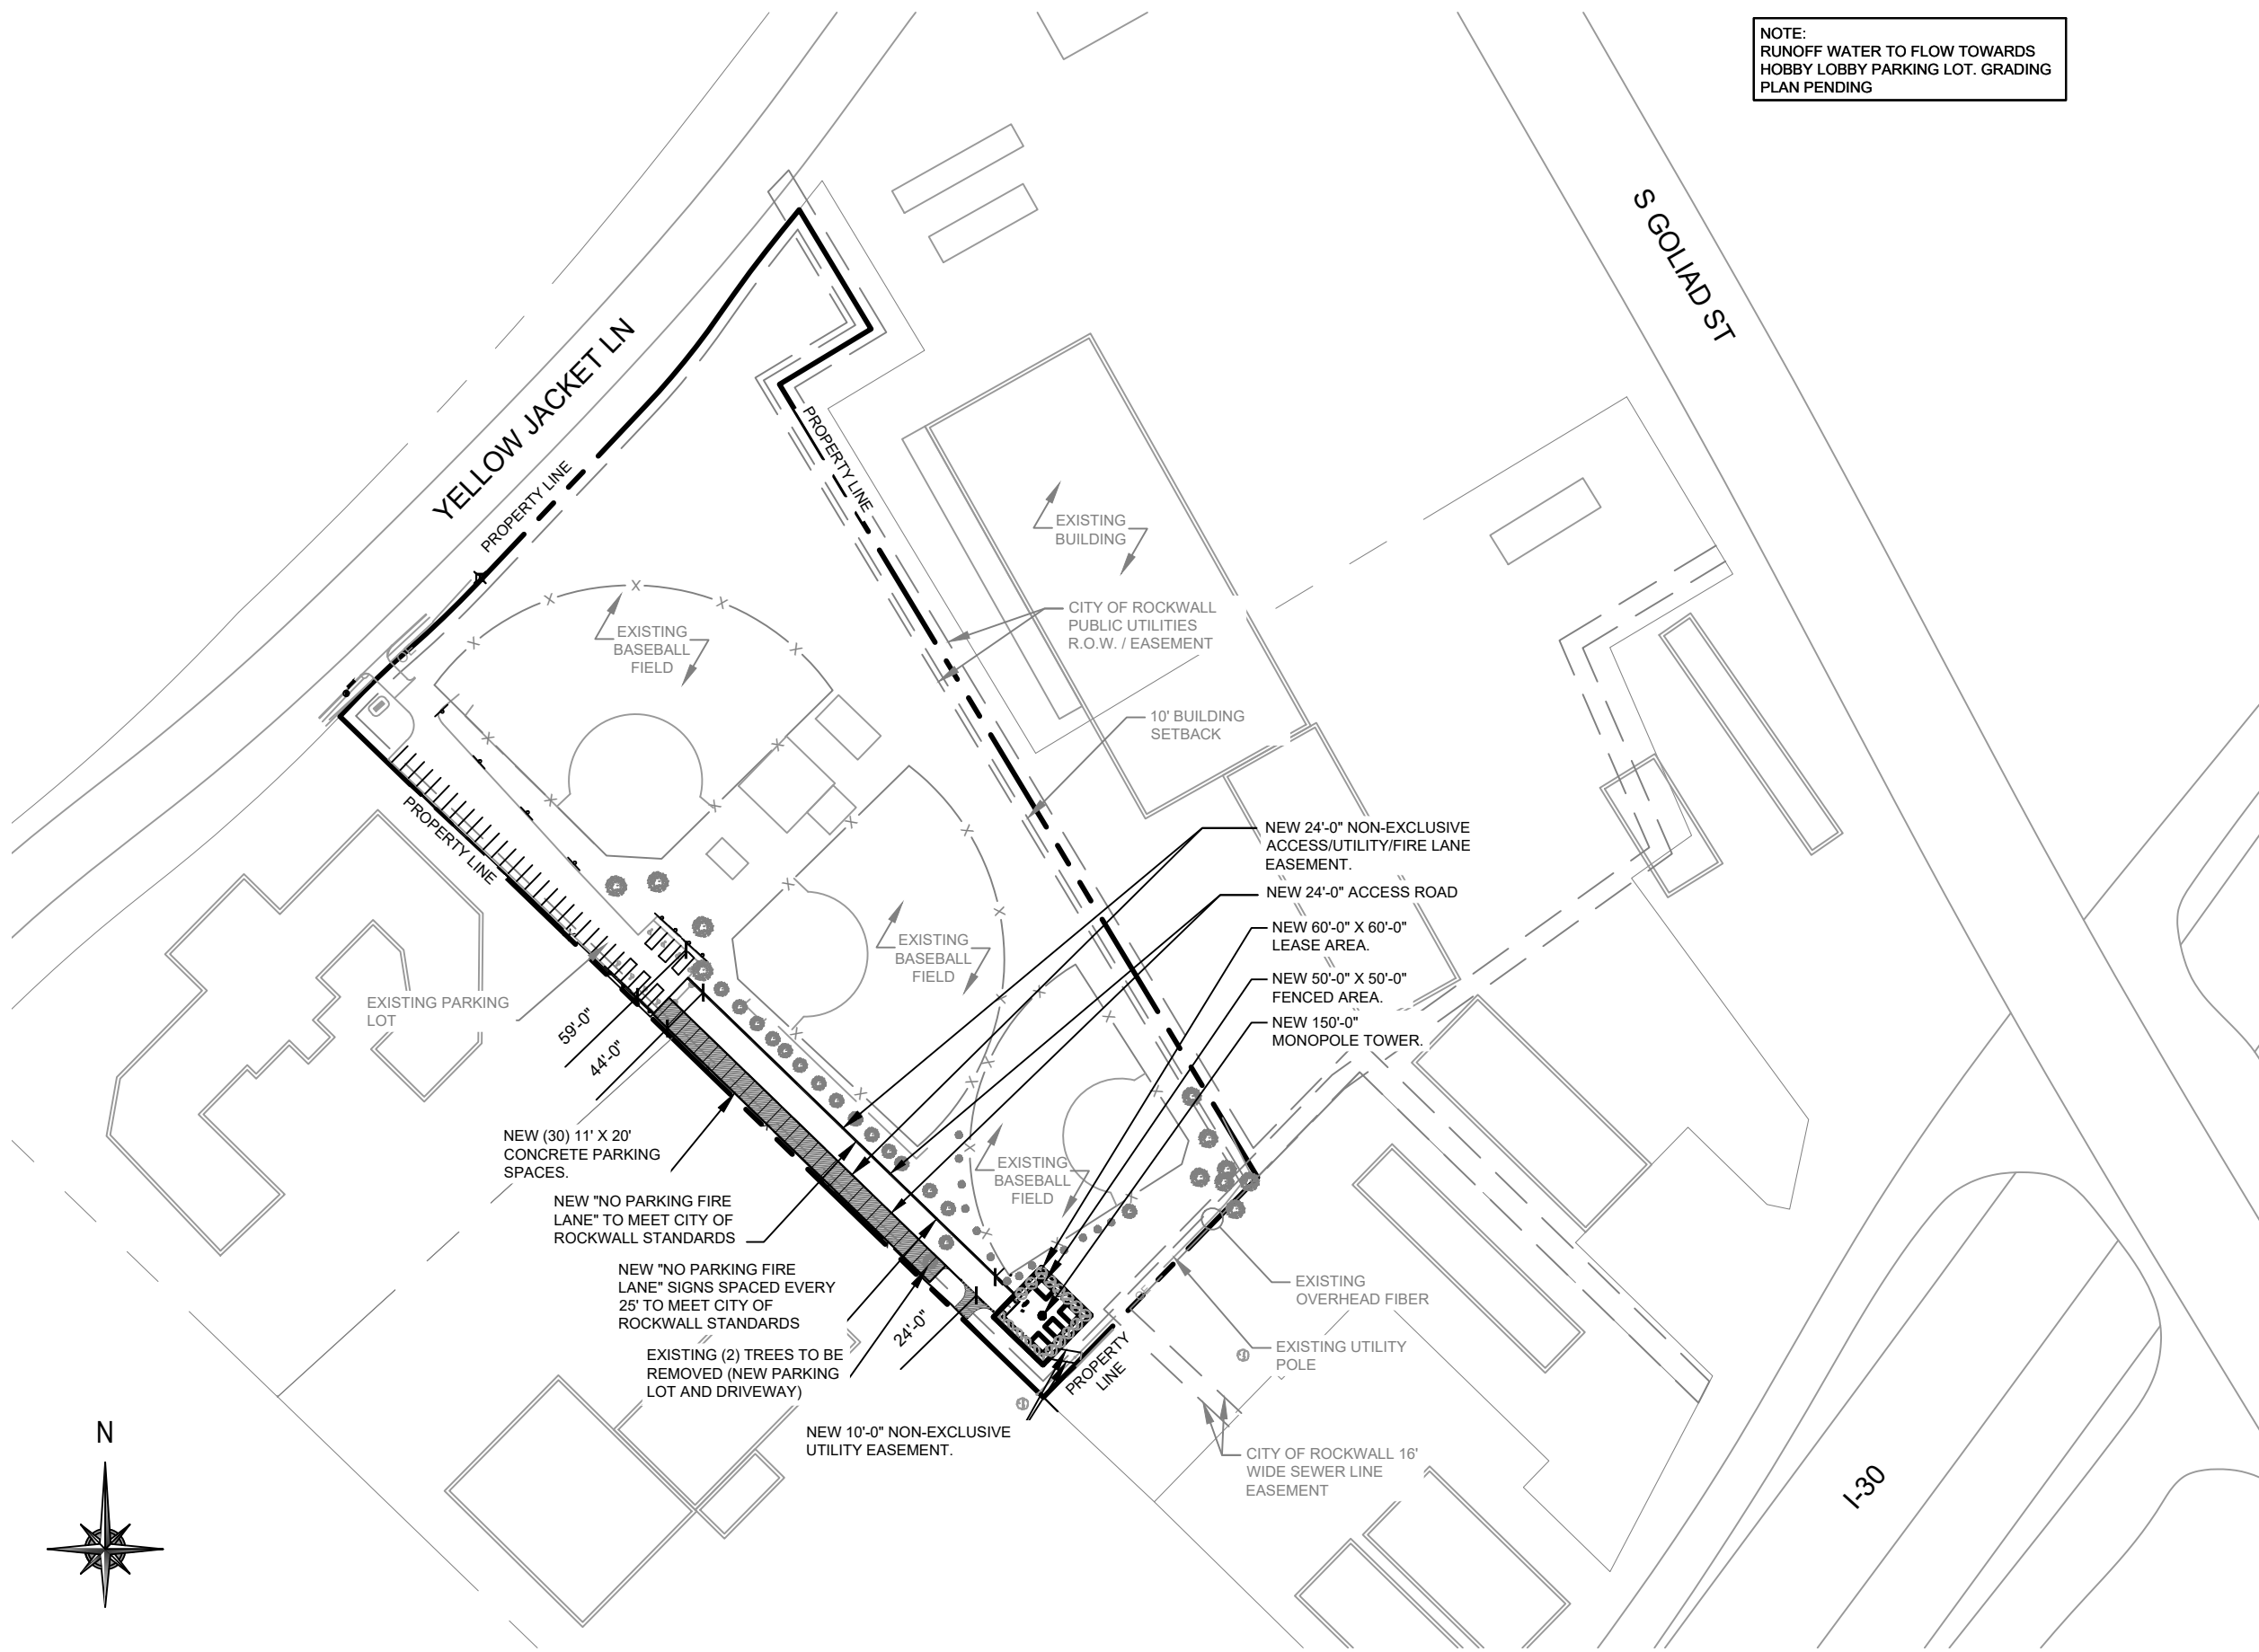 NOTE:
RUNOFF WATER TO FLOW TOWARDS
HOBBY LOBBY PARKING LOT. GRADING
PLAN PENDING
S GOLIAD ST
YELLOW JACKET LN
PROPERTY LINE
PROPERTY LINE
EXISTING
BUILDING
CITY OF ROCKWALL
PUBLIC UTILITIES
R.O.W. / EASEMENT
EXISTING
BASEBALL
FIELD
10' BUILDING
SETBACK
PROPERTY LINE
NEW 24'-0" NON-EXCLUSIVE
ACCESS/UTILITY/FIRE LANE
EASEMENT.
NEW 24'-0" ACCESS ROAD
NEW 60'-0" X 60'-0"
LEASE AREA.
EXISTING
BASEBALL
FIELD
NEW 50'-0" X 50'-0"
FENCED AREA.
EXISTING PARKING
LOT
NEW 150'-0"
MONOPOLE TOWER.
59'-0"
44'-0"
NEW (30) 11' X 20'
CONCRETE PARKING
SPACES.
EXISTING
BASEBALL
FIELD
NEW "NO PARKING FIRE
LANE" TO MEET CITY OF
ROCKWALL STANDARDS
NEW "NO PARKING FIRE
LANE" SIGNS SPACED EVERY
25' TO MEET CITY OF
ROCKWALL STANDARDS
EXISTING
OVERHEAD FIBER
24'-0"
EXISTING UTILITY
POLE
EXISTING (2) TREES TO BE
REMOVED (NEW PARKING
LOT AND DRIVEWAY)
PROPERTY
LINE
NEW 10'-0" NON-EXCLUSIVE
UTILITY EASEMENT.
CITY OF ROCKWALL 16'
WIDE SEWER LINE
EASEMENT
I-30
N